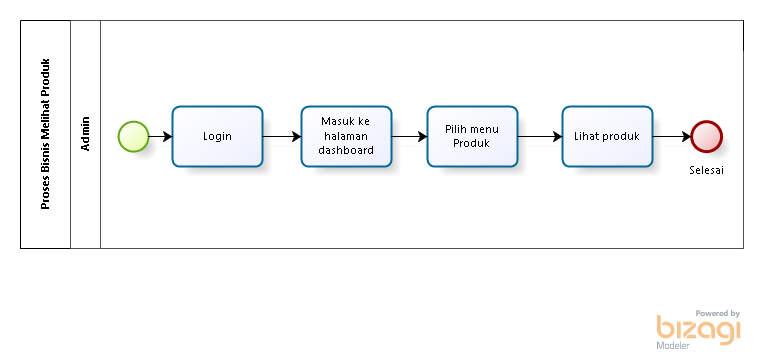 Proses Bisnis Melihat Produk
Admin
Login
Masuk ke
halaman
dashboard
Pilih menu
Produk
Lihat produk
Selesai
Powered by
bizagi
Modeler